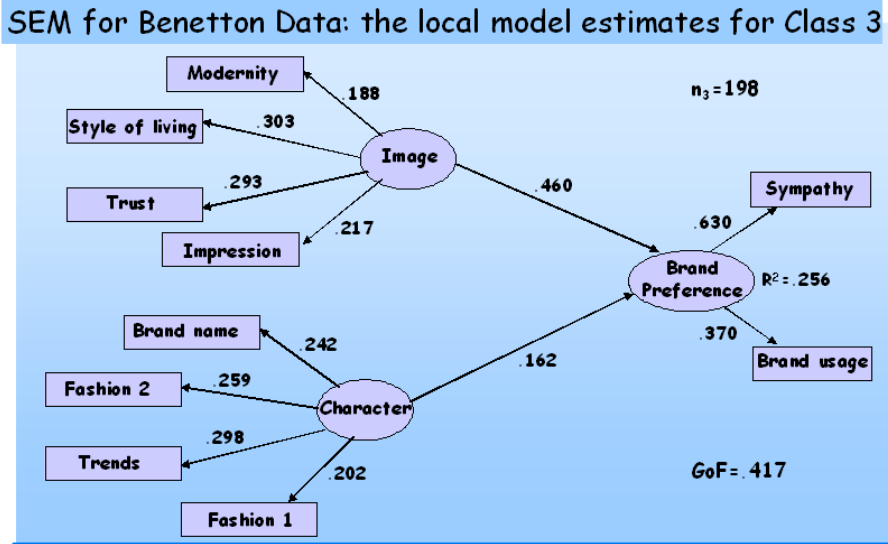 SEM for Benetton Data: the local model estimates for Class 3
Modernity
.188
n3=198
Style of living
.303
Image
.293
Trust
.460
Sympathy
.217
.630
Impression
Brand
Preference
R2=.256
Brand name
.242
.370
.162
Brand usage
Fashion 2
.259
Character
.298
Trends
.202
GoF=.417
Fashion 1